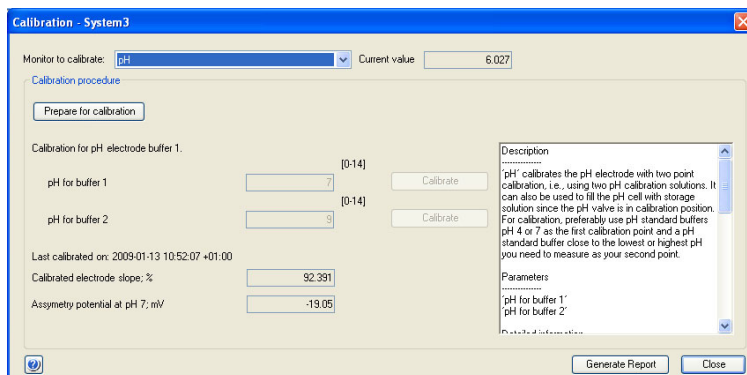 Calibration - System3
Monitor to calibrate: pH Current value 6.027
Calibration procedure
Prepare for calibration
Calibration for pH electrode buffer 1.
[0-14]
pH for buffer 1 7 Calibrate
[0-14]
pH for buffer 2 9 Calibrate
Last calibrated on: 2009-01-13 10:52:07 +01:00
Calibrated electrode slope; % 92.391
Assymetry potential at pH 7; mV -19.05
Description
---------------
'pH' calibrates the pH electrode with two point
calibration, i.e., using two pH calibration solutions. It
can also be used to fill the pH cell with storage
solution since the pH valve is in calibration position.
For calibration, preferably use pH standard buffers
pH 4 or 7 as the first calibration point and a pH
standard buffer close to the lowest or highest pH
you need to measure as your second point.
Parameters
---------------
'pH for buffer 1'
'pH for buffer 2'
Detailed information
Generate Report Close